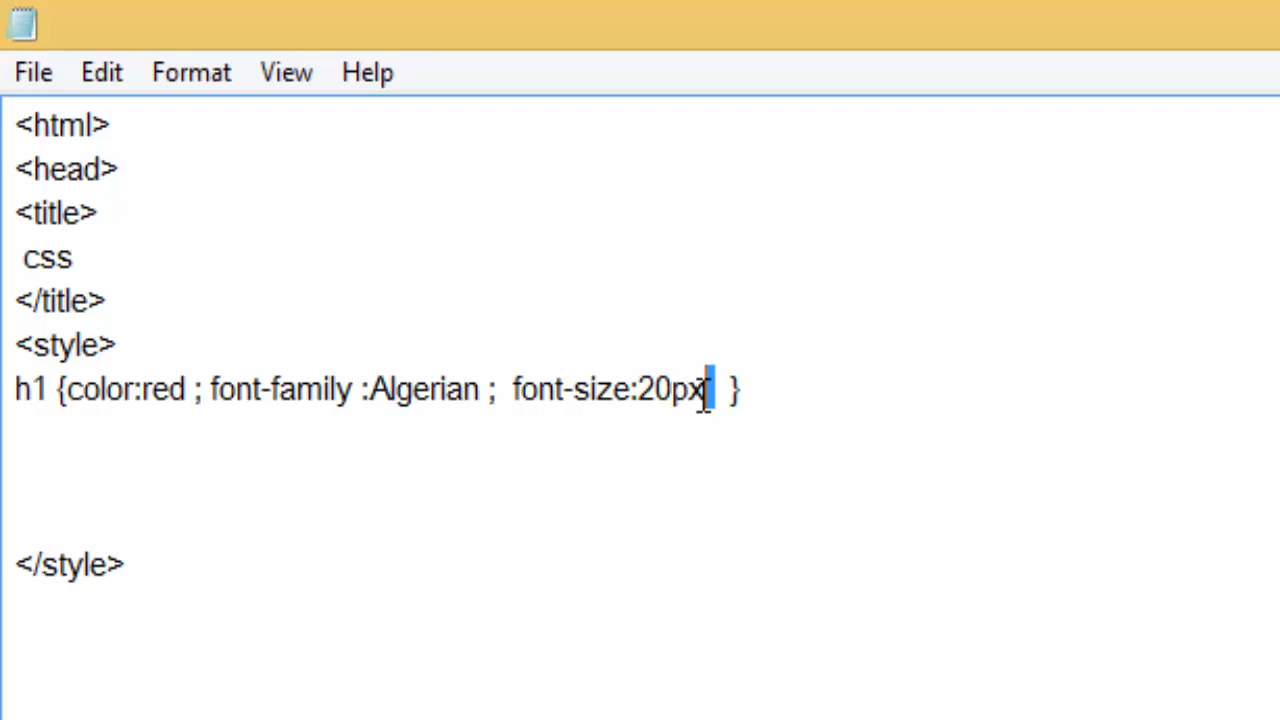 File Edit Format View Help
<html>
<head>
<title>
css
</title>
<style>
h1 {color:red ; font-family :Algerian ;  font-size:20px  }
</style>